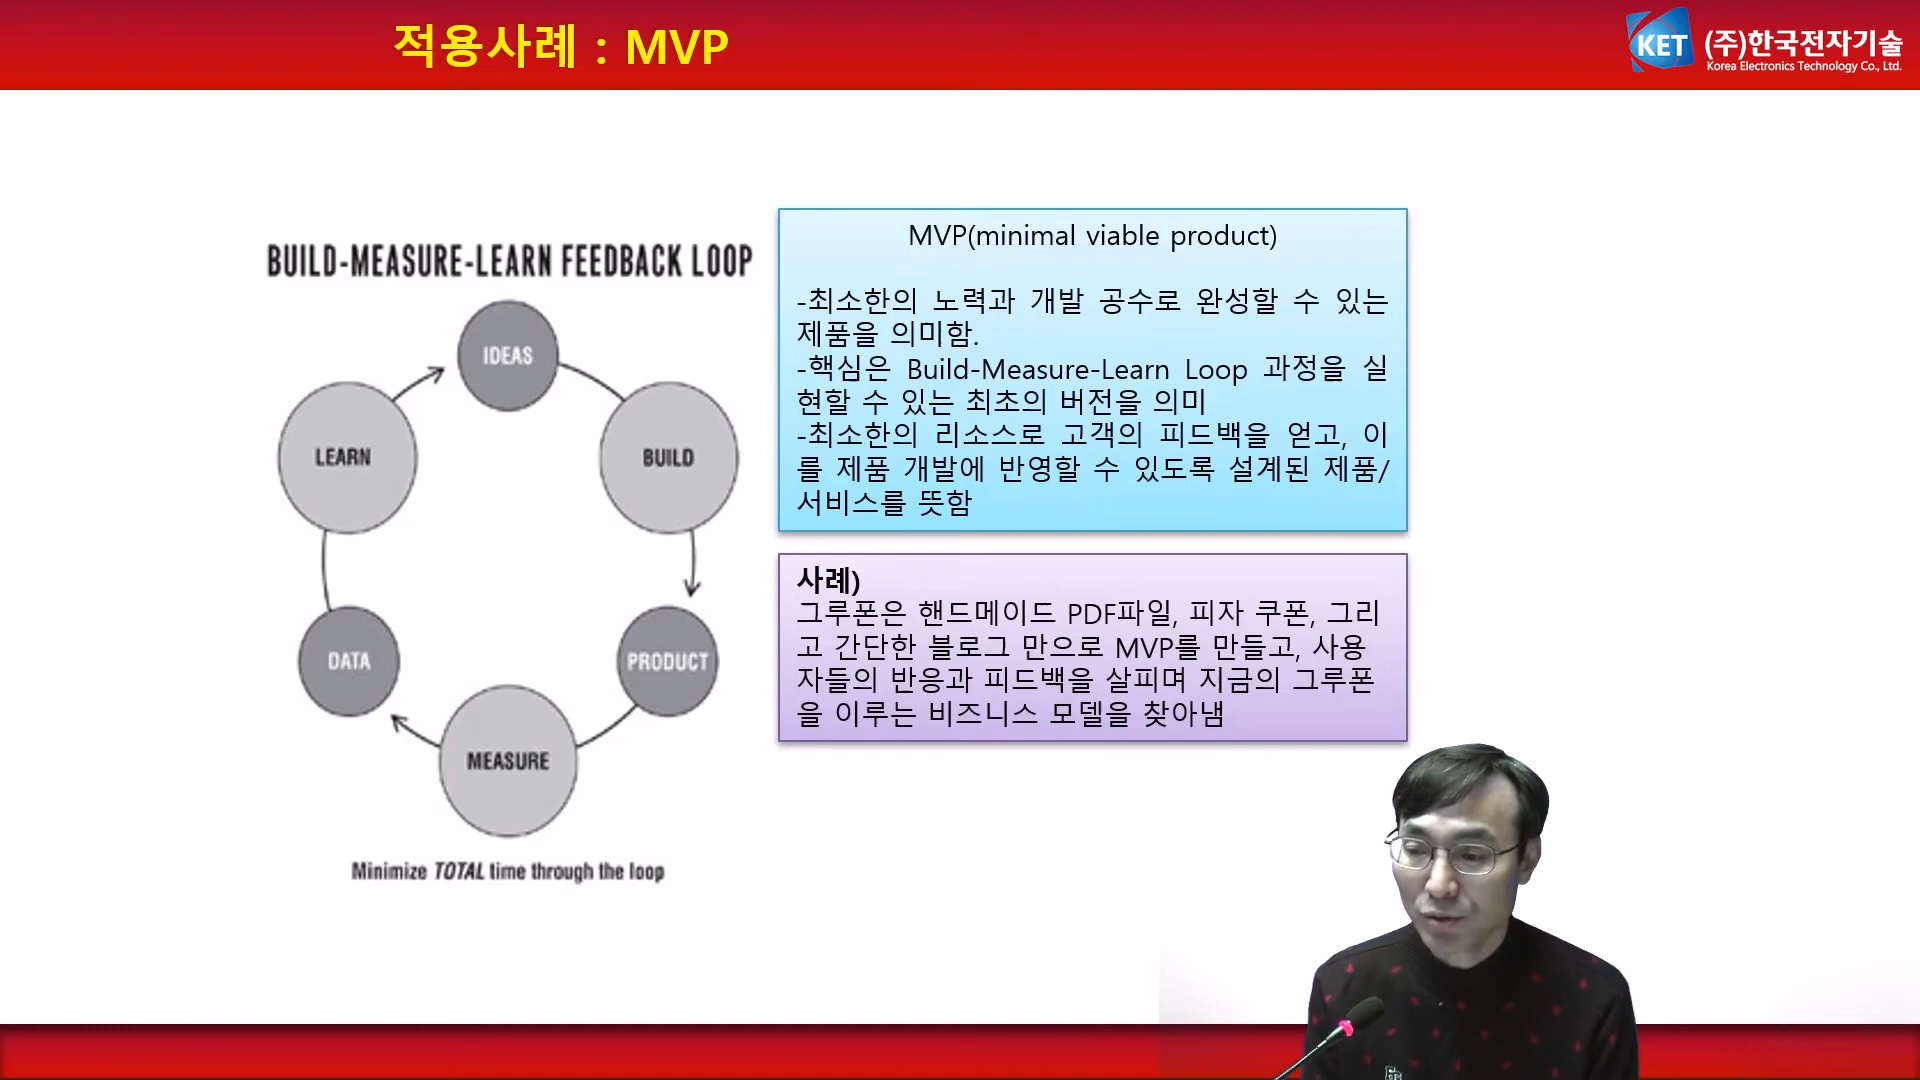 적용사례 : MVP
KET (주)한국전자기술
Korea Electronics Technology Co., Ltd.
BUILD-MEASURE-LEARN FEEDBACK LOOP
IDEAS
LEARN
BUILD
DATA
PRODUCT
MEASURE
Minimize TOTAL time through the loop
MVP(minimal viable product)
-최소한의 노력과 개발 공수로 완성할 수 있는
제품을 의미함.
-핵심은 Build-Measure-Learn Loop 과정을 실
현할 수 있는 최초의 버전을 의미
-최소한의 리소스로 고객의 피드백을 얻고, 이
를 제품 개발에 반영할 수 있도록 설계된 제품/
서비스를 뜻함
사례)
그루폰은 핸드메이드 PDF파일, 피자 쿠폰, 그리
고 간단한 블로그 만으로 MVP를 만들고, 사용
자들의 반응과 피드백을 살피며 지금의 그루폰
을 이루는 비즈니스 모델을 찾아냄